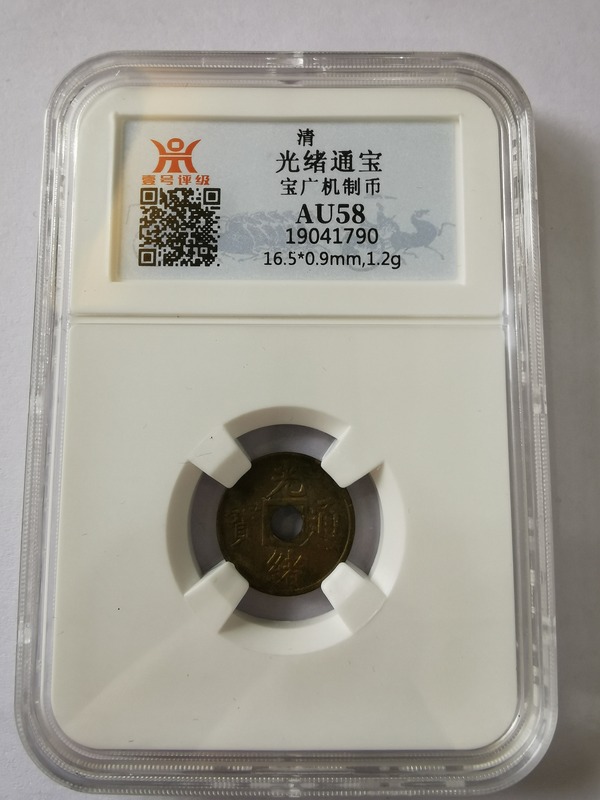 清
光绪通宝
宝广机制币
AU58
19041790
16.5*0.9mm,1.2g
壹号评级
光
寶 通
緒